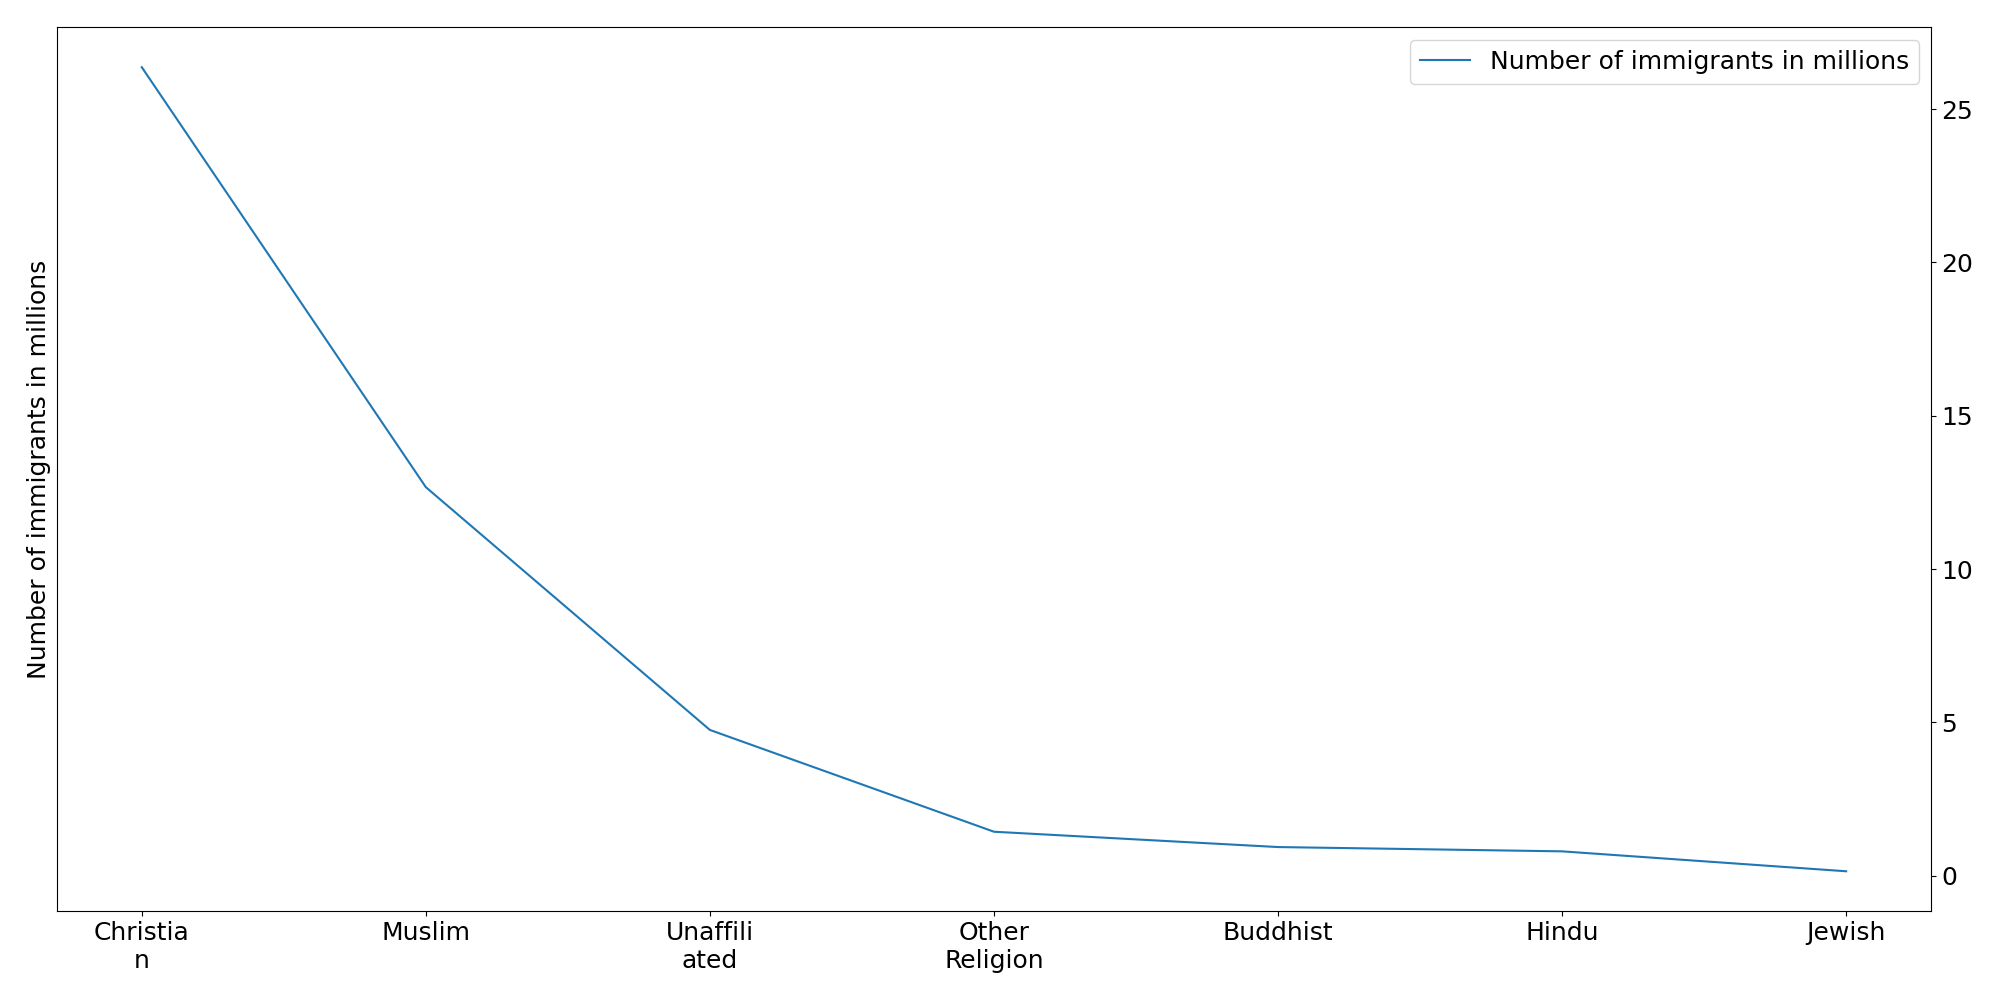 Number of immigrants in millions
25
20
15
10
5
0
Number of immigrants in millions
Christia
n
Muslim
Unaffili
ated
Other
Religion
Buddhist
Hindu
Jewish